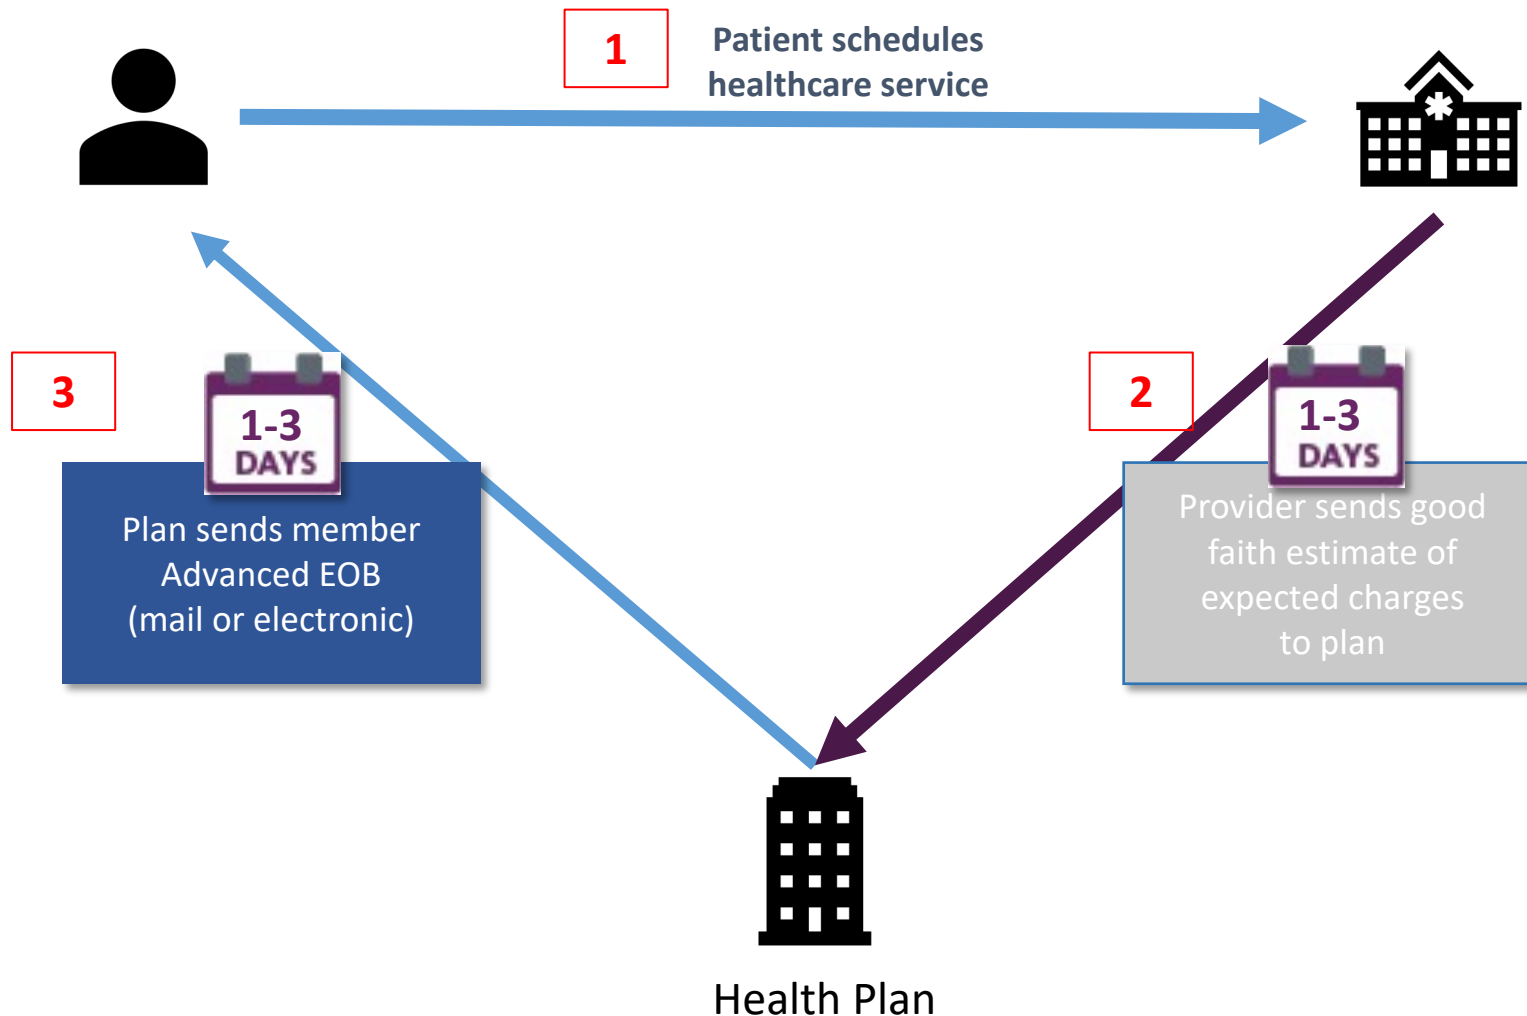 1
Patient schedules
healthcare service
3
1-3
DAYS
Plan sends member
Advanced EOB
(mail or electronic)
2
1-3
DAYS
Provider sends good
faith estimate of
expected charges
to plan
Health Plan